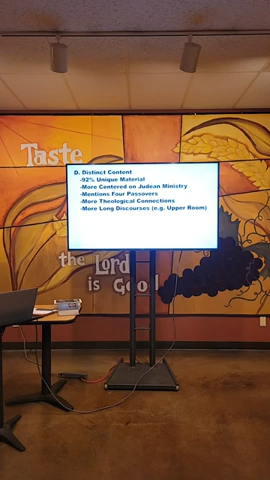 Taste
D. Distinct Content
-92% Unique Material
-More Centered on Judean Ministry
-Mentions Four Passovers
-More Theological Connections
-More Long Discourses (e.g. Upper Room)
the Lord
is Good